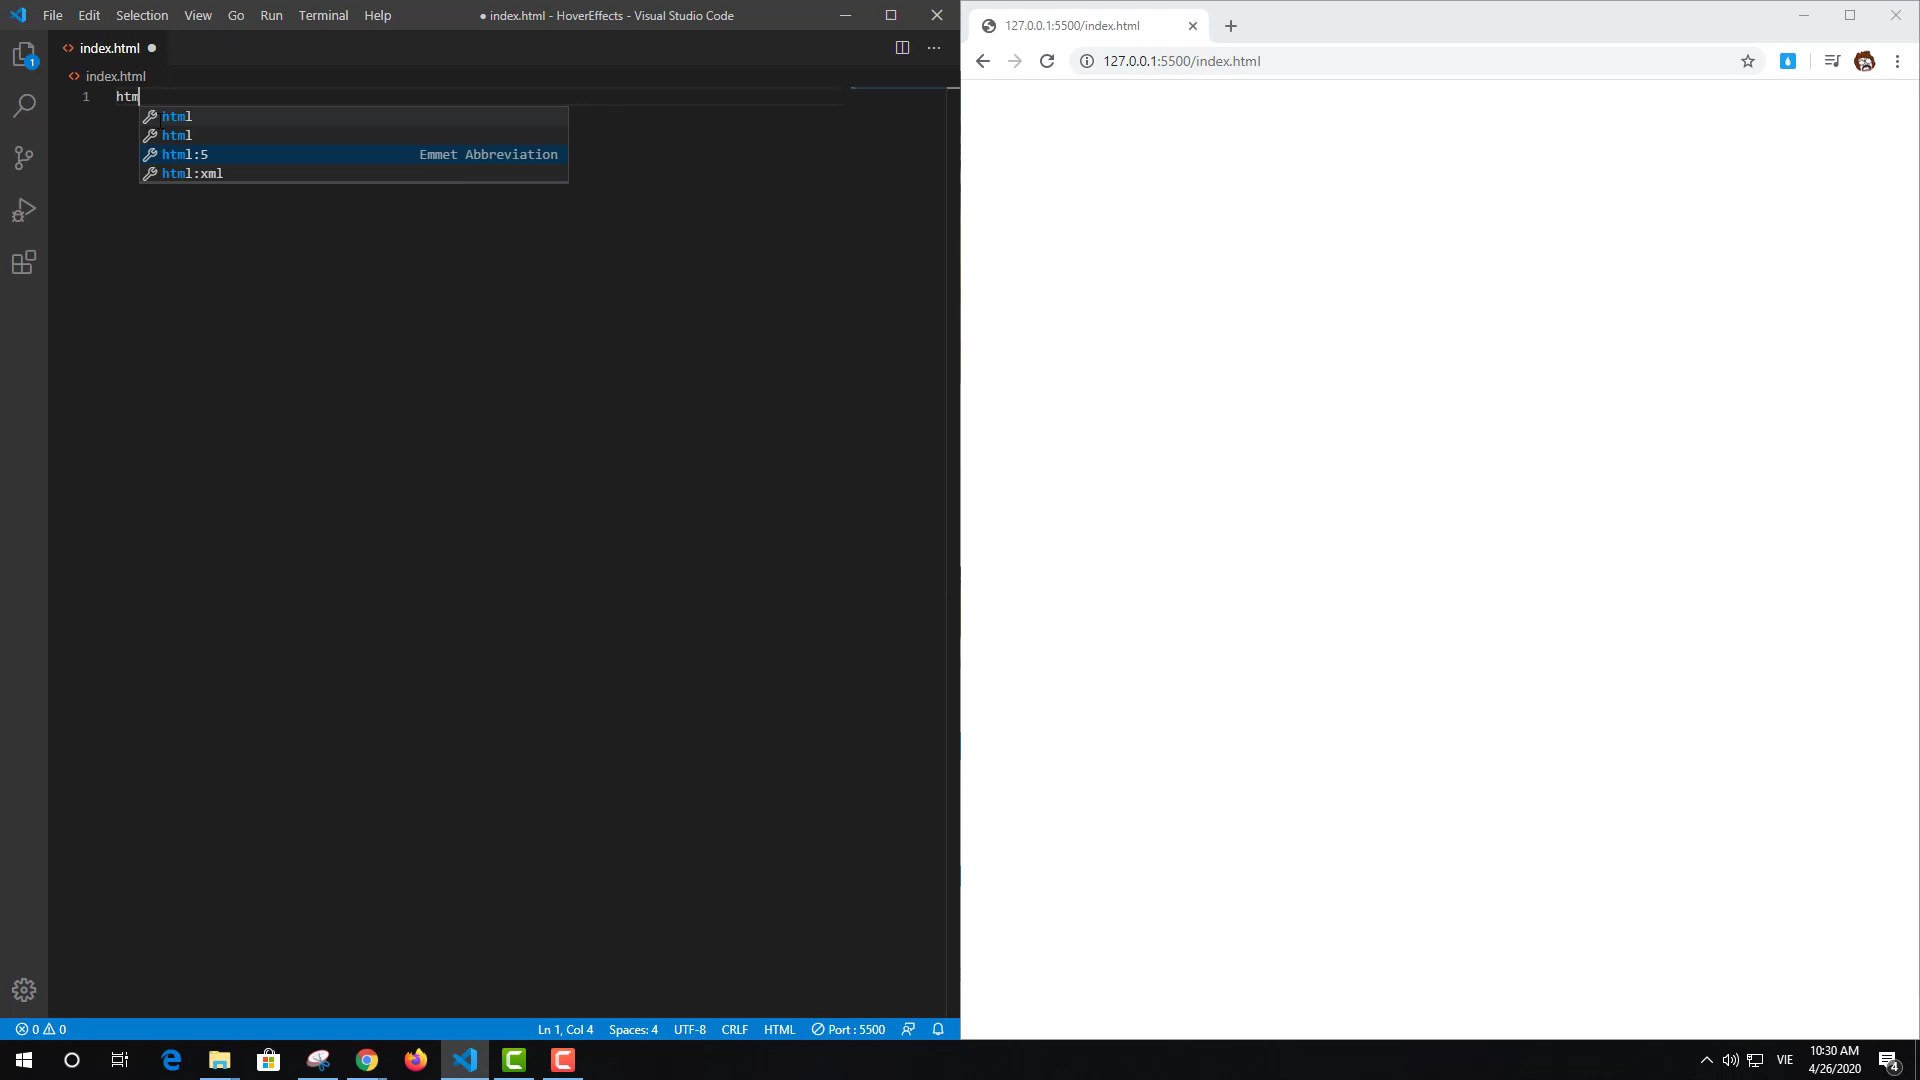 File Edit Selection View Go Run Terminal Help ● index.html - HoverEffects - Visual Studio Code
index.html
index.html
1 htm
html
html
html:5 Emmet Abbreviation
html:xml
1
0 0 Ln 1, Col 4 Spaces: 4 UTF-8 CRLF HTML Port : 5500
127.0.0.1:5500/index.html
127.0.0.1:5500/index.html
VIE 10:30 AM
4/26/2020
4